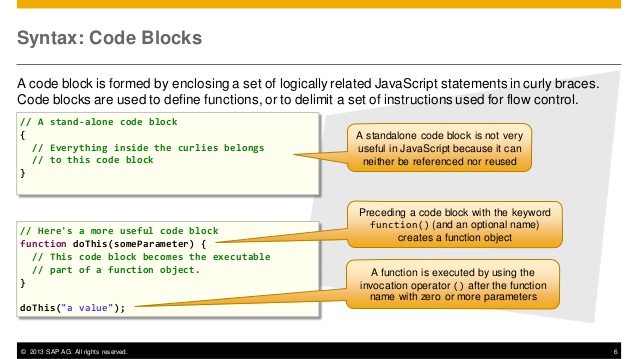 Syntax: Code Blocks
A code block is formed by enclosing a set of logically related JavaScript statements in curly braces.
Code blocks are used to define functions, or to delimit a set of instructions used for flow control.
// A stand-alone code block
{
// Everything inside the curlies belongs
// to this code block
}
A standalone code block is not very
useful in JavaScript because it can
neither be referenced nor reused
// Here's a more useful code block
function doThis(someParameter) {
// This code block becomes the executable
// part of a function object.
}
doThis("a value");
Preceding a code block with the keyword
function() (and an optional name)
creates a function object
A function is executed by using the
invocation operator () after the function
name with zero or more parameters
© 2013 SAP AG. All rights reserved.
6